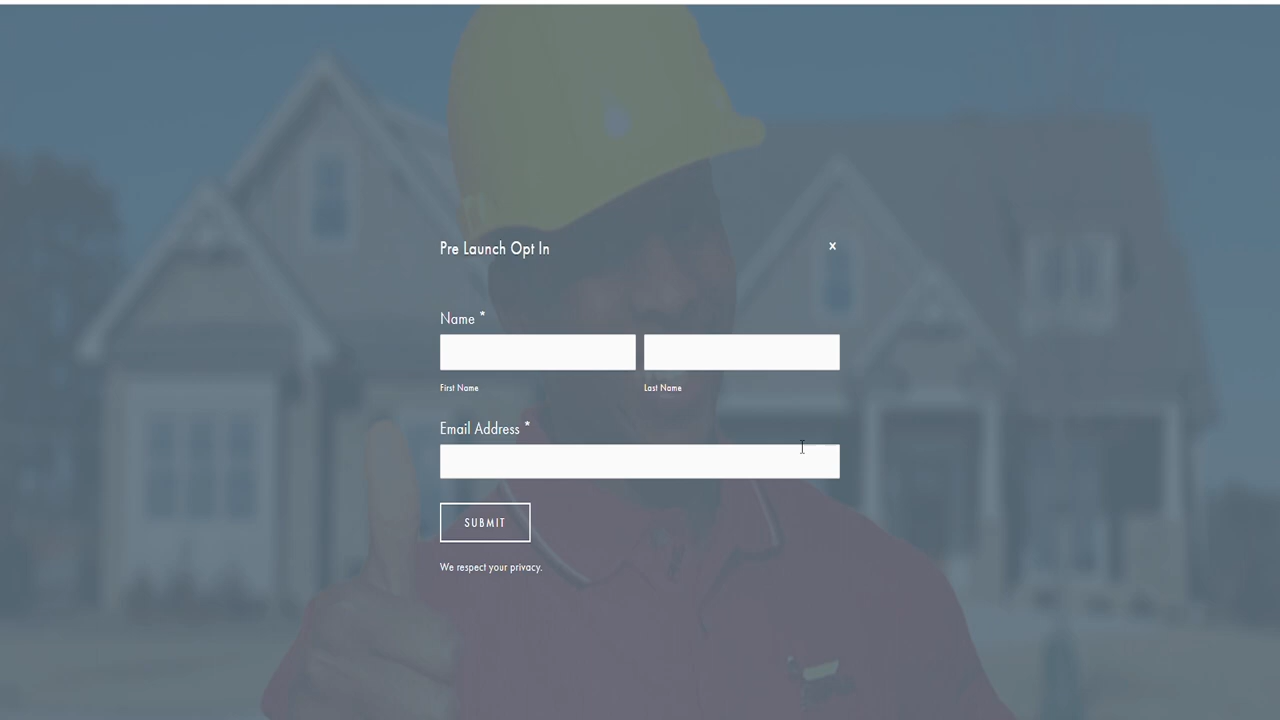 Pre Launch Opt In
x
Name *
First Name
Last Name
Email Address *
SUBMIT
We respect your privacy.